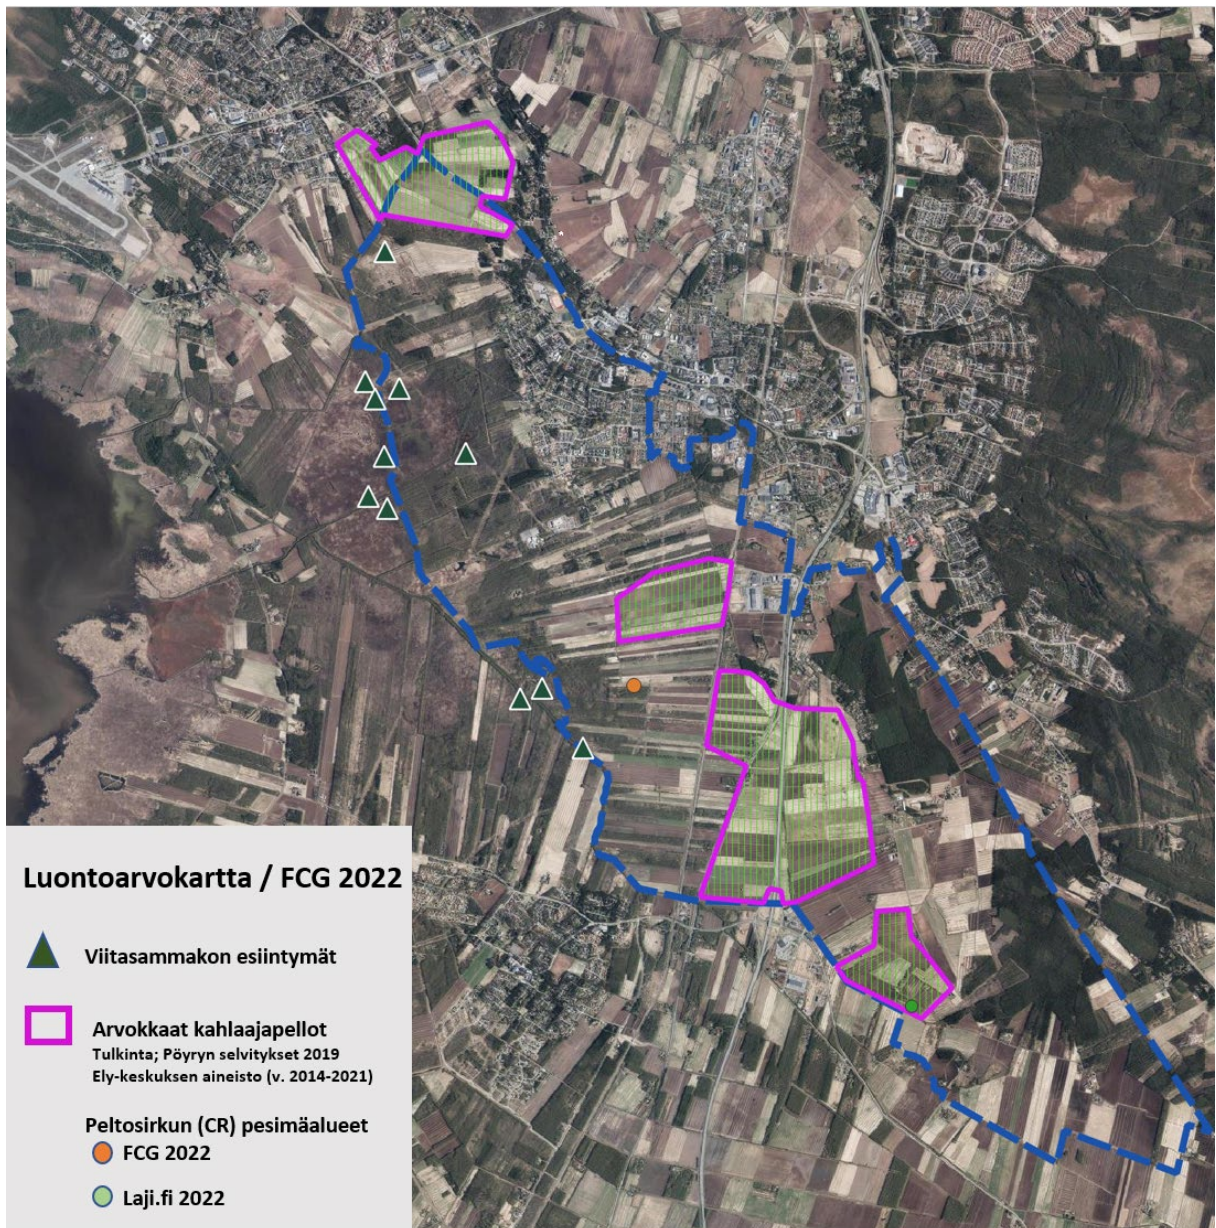 Luontoarvokartta / FCG 2022
Viitasammakon esiintymät
Arvokkaat kahlaajapellot
Tulkinta; Pöyryn selvitykset 2019
Ely-keskuksen aineisto (v. 2014-2021)
Peltosirkun (CR) pesimäalueet
FCG 2022
Laji.fi 2022